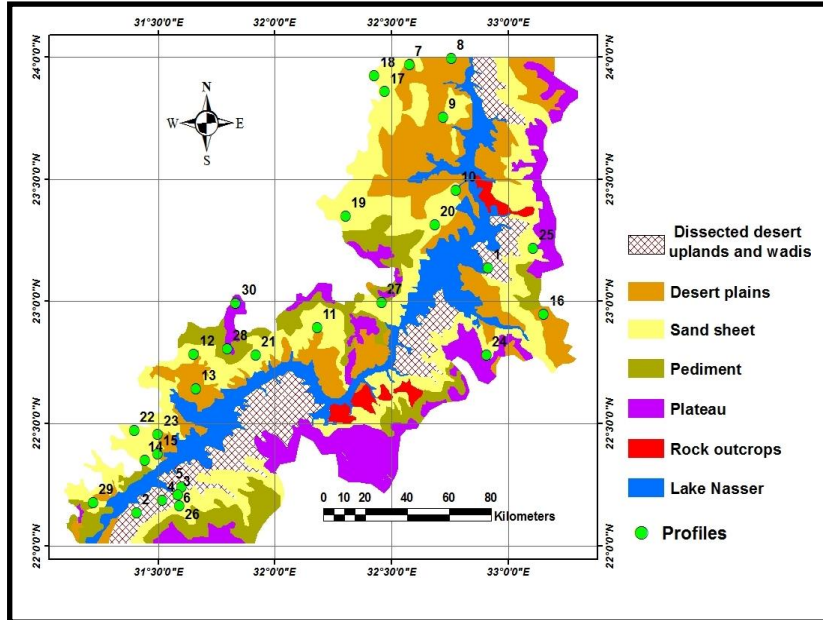 31°30'0"E 32°0'0"E 32°30'0"E 33°0'0"E
24°0'0"N
24°0'0"N
8
7
18
17
N
W E
S
9
23°30'0"N
23°30'0"N
10
19
20
25
1
Dissected desert
uplands and wadis
Desert plains
Sand sheet
Pediment
Plateau
Rock outcrops
Lake Nasser
Profiles
23°0'0"N
23°0'0"N
30
27
16
11
12
28
21
24
13
22°30'0"N
22°30'0"N
22
23
15
14
5
3
4
29
2
6
26
0 10 20 40 60 80
Kilometers
22°0'0"N
22°0'0"N
31°30'0"E 32°0'0"E 32°30'0"E 33°0'0"E